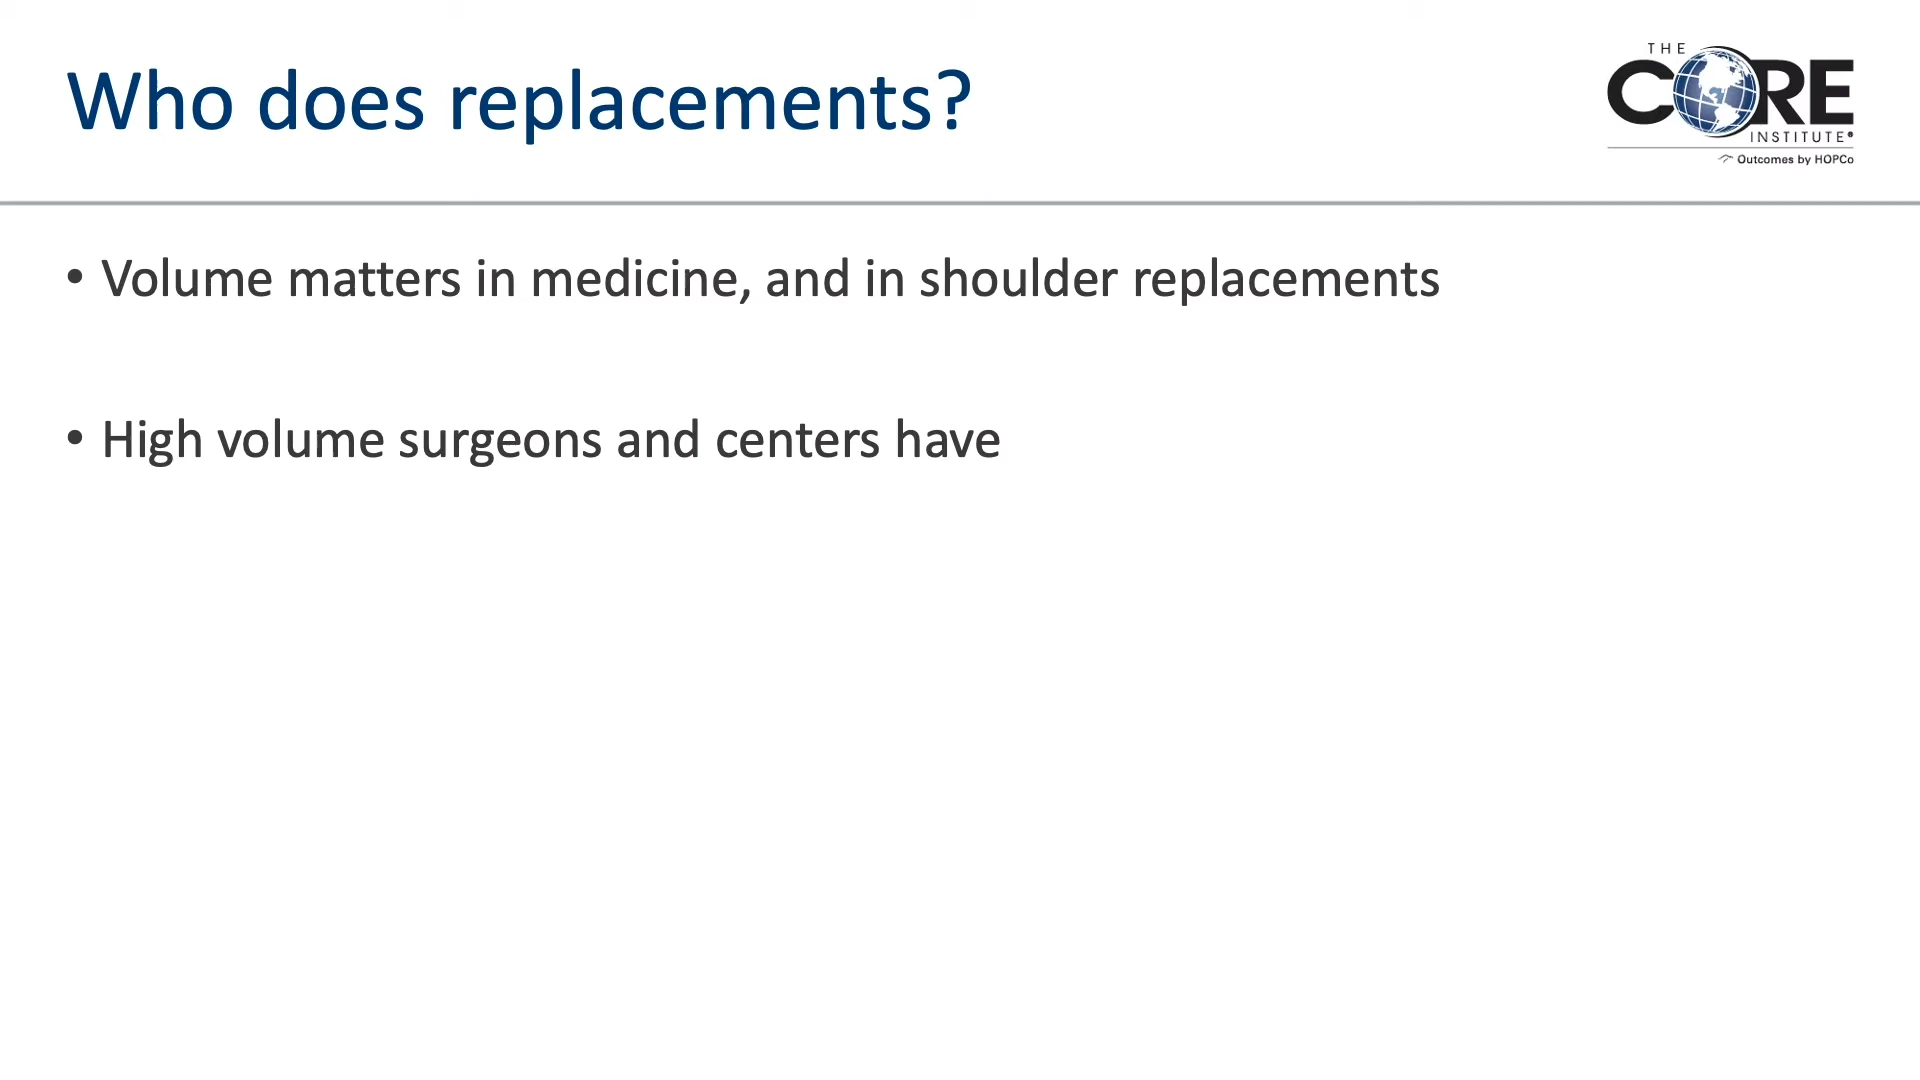 Who does replacements?
THE
CORE
INSTITUTE®
Outcomes by HOPCo
• Volume matters in medicine, and in shoulder replacements
• High volume surgeons and centers have